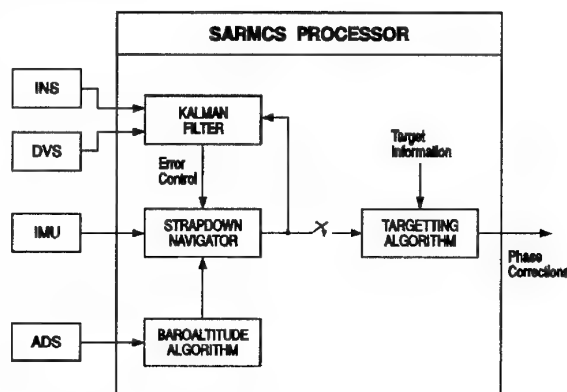 SARMCS PROCESSOR
INS
KALMAN
FILTER
DVS
Target
Information
Error
Control
IMU
STRAPDOWN
NAVIGATOR
TARGETTING
ALGORITHM
Phase
Corrections
ADS
BAROALTITUDE
ALGORITHM